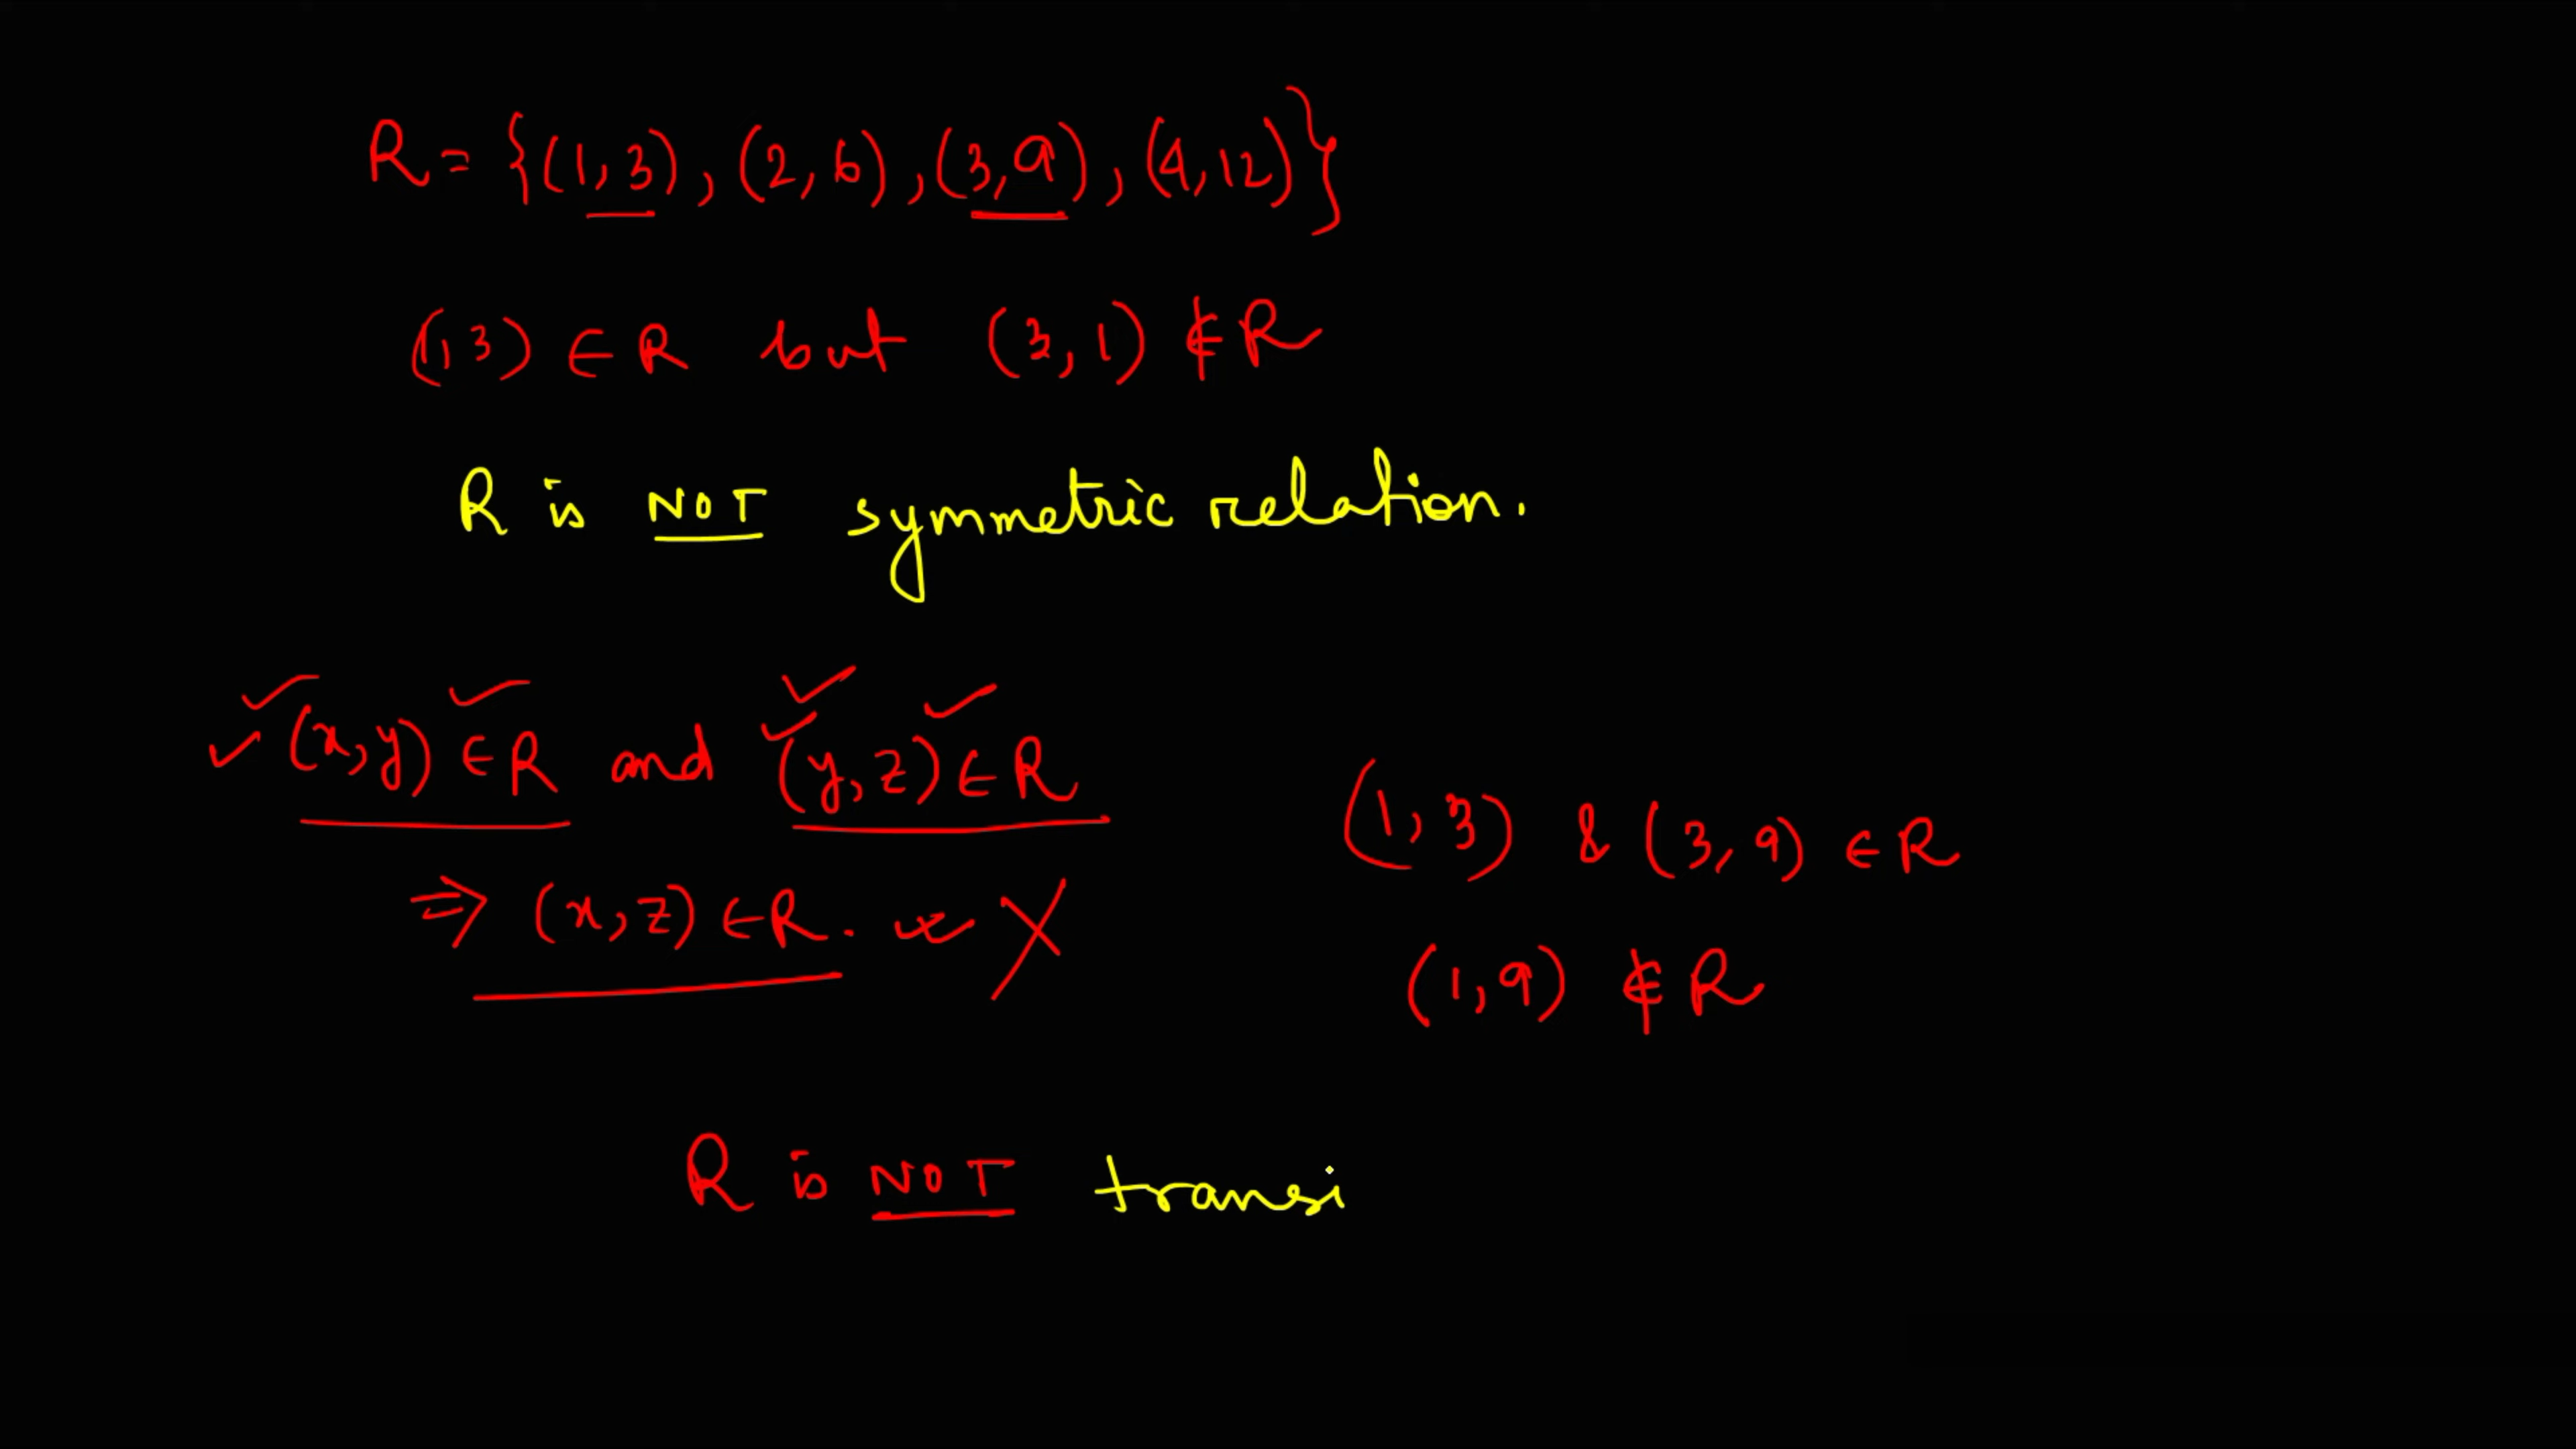 R = {(1,3), (2,6), (3,9), (4,12)}
(1,3) ∈ R but (3,1) ∉ R
R is NOT symmetric relation.
(x,y) ∈ R and (y,z) ∈ R
⇒ (x,z) ∈ R.
(1,3) & (3,9) ∈ R
(1,9) ∉ R
R is NOT transi